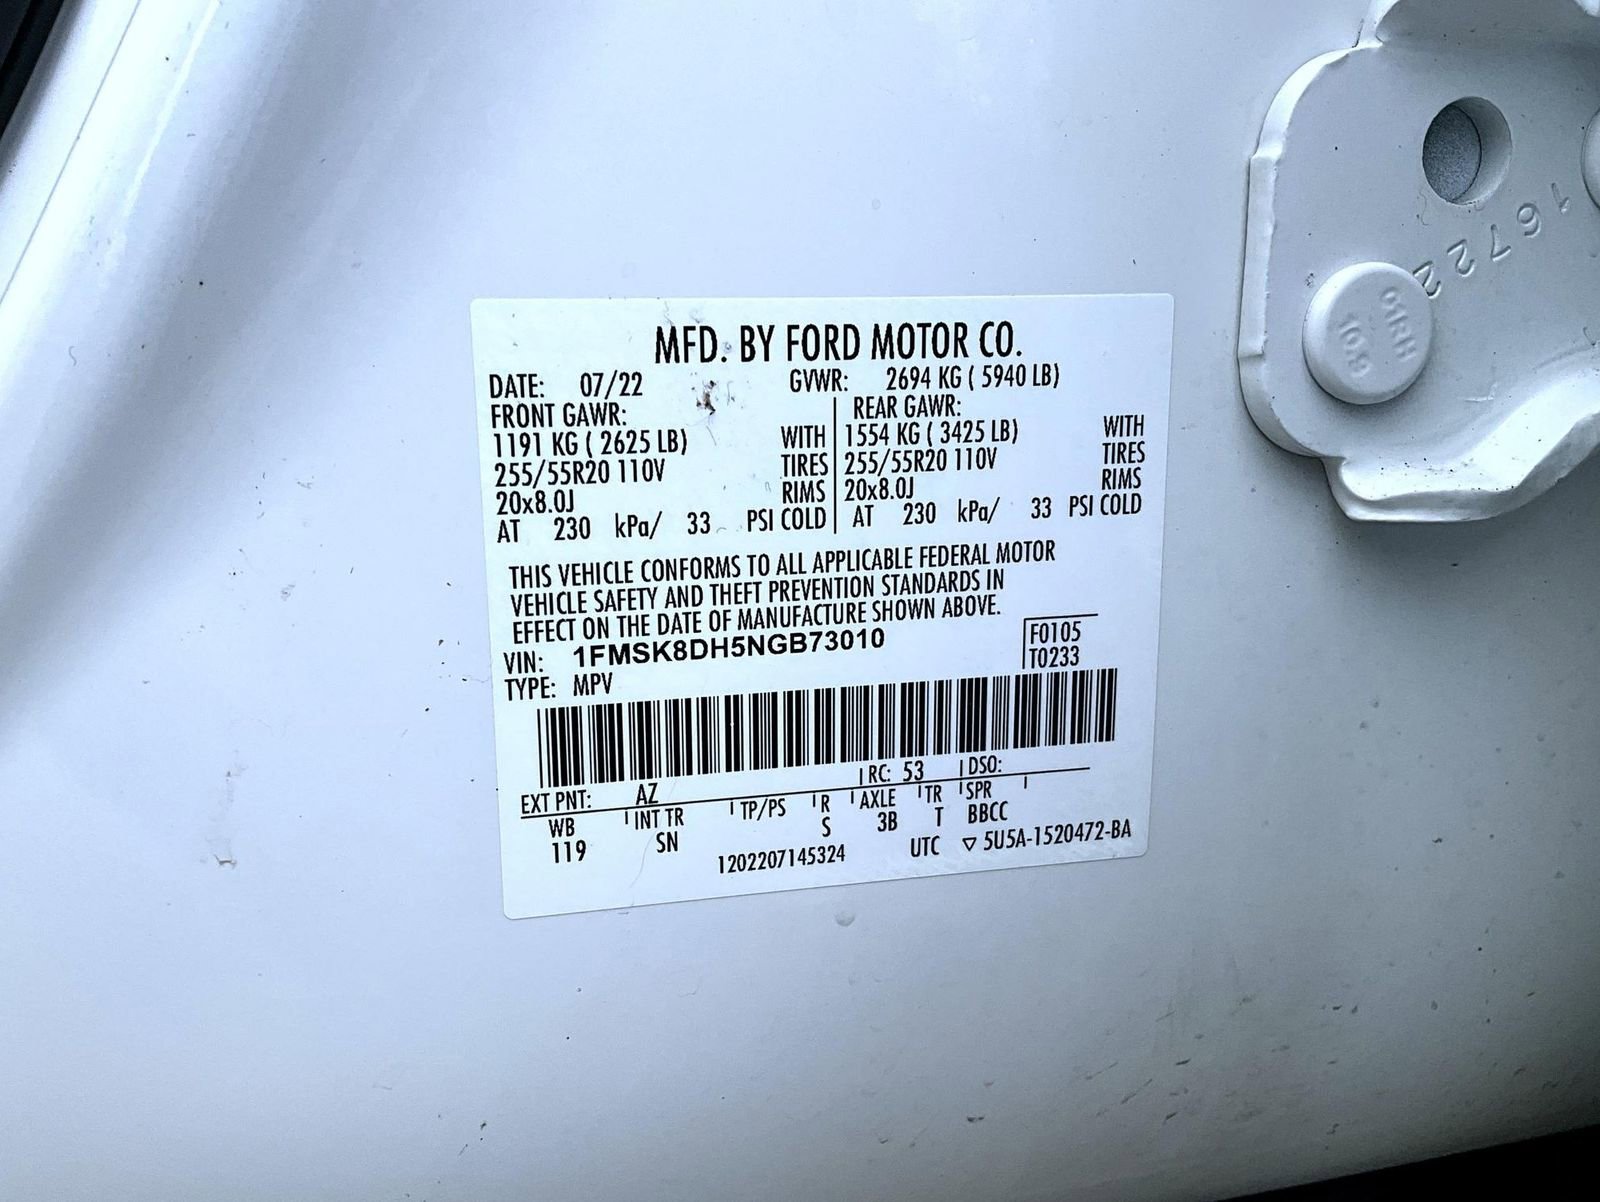 MFD. BY FORD MOTOR CO.
DATE: 07/22 GVWR: 2694 KG ( 5940 LB)
FRONT GAWR: REAR GAWR:
1191 KG ( 2625 LB) WITH 1554 KG ( 3425 LB) WITH
255/55R20 110V TIRES 255/55R20 110V TIRES
20x8.0J RIMS 20x8.0J RIMS
AT 230 kPa/ 33 PSI COLD AT 230 kPa/ 33 PSI COLD
THIS VEHICLE CONFORMS TO ALL APPLICABLE FEDERAL MOTOR
VEHICLE SAFETY AND THEFT PREVENTION STANDARDS IN
EFFECT ON THE DATE OF MANUFACTURE SHOWN ABOVE.
VIN: 1FMSK8DH5NGB73010 F0105
TYPE: MPV T0233
EXT PNT: AZ RC: 53 DSO:
WB INT TR TP/PS R AXLE TR SPR
119 SN S 3B T BBCC
1202207145324 UTC ▽ 5U5A-1520472-BA
16722
10.9